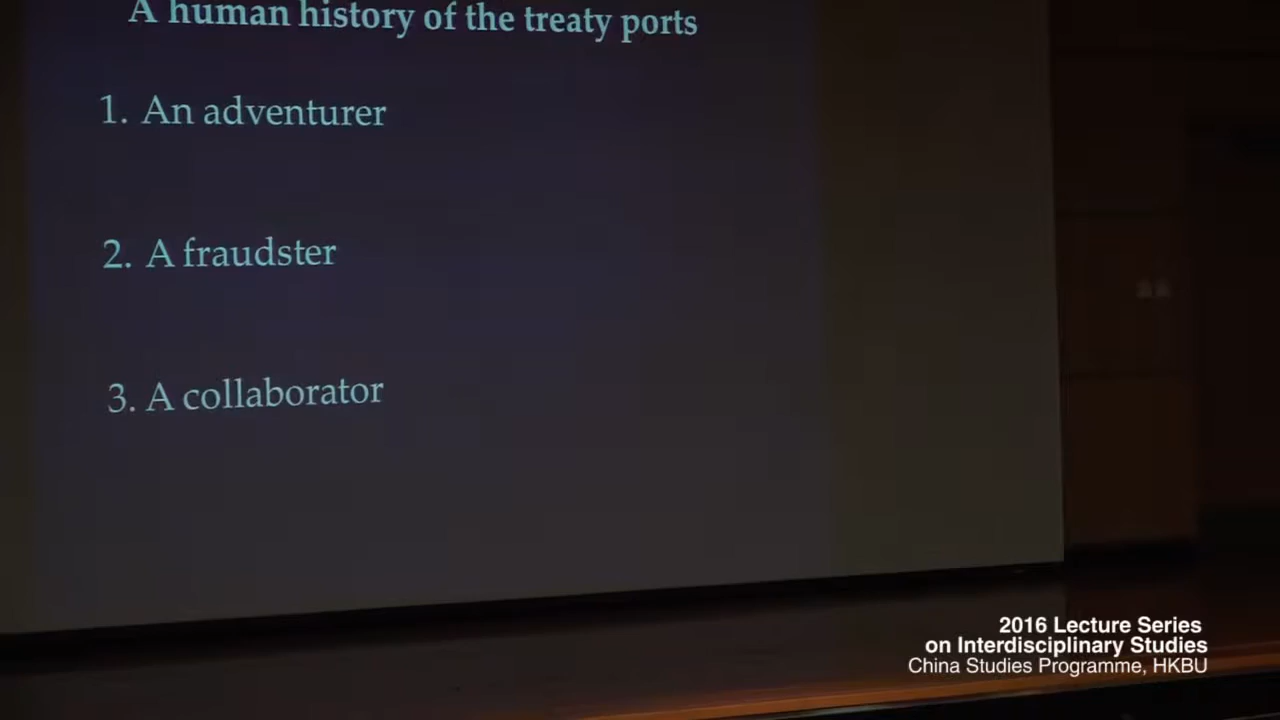 A human history of the treaty ports
1. An adventurer
2. A fraudster
3. A collaborator
2016 Lecture Series
on Interdisciplinary Studies
China Studies Programme, HKBU